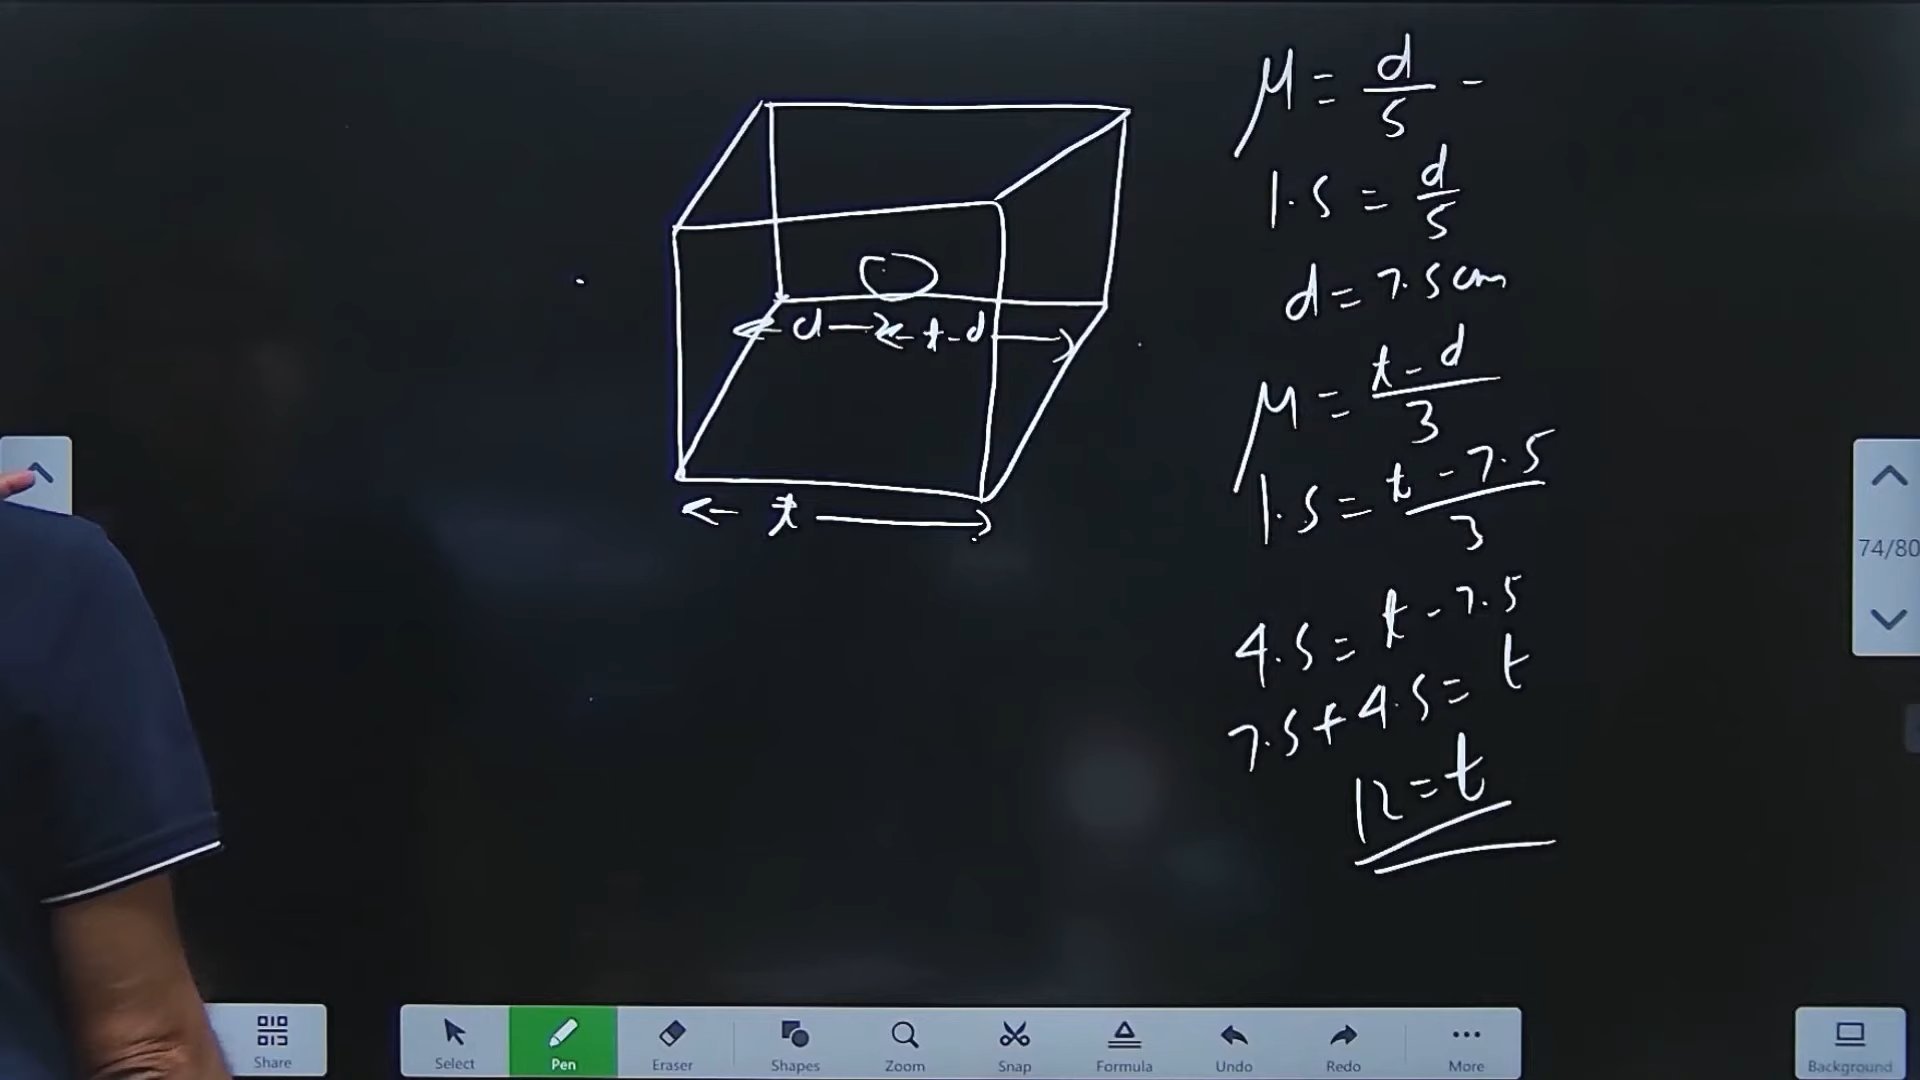 μ = d/5 -
1.5 = d/5
d = 7.5 cm
μ = t - d/3
1.5 = t - 7.5/3
4.5 = t - 7.5
7.5 + 4.5 = t
12 = t
d t - d
t
74/80
Share
Select
Pen
Eraser
Shapes
Zoom
Snap
Formula
Undo
Redo
More
Background